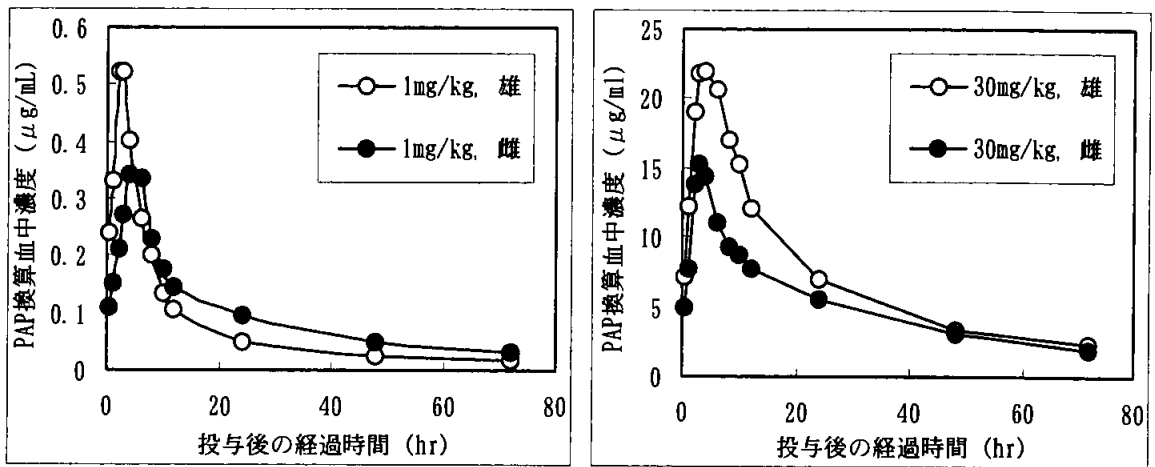 PAP換算血中濃度 (μg/mL)
0.6
0.5
0.4
0.3
0.2
0.1
0
1mg/kg, 雄
1mg/kg, 雌
0 20 40 60 80
投与後の経過時間 (hr)
PAP換算血中濃度 (μg/ml)
25
20
15
10
5
0
30mg/kg, 雄
30mg/kg, 雌
0 20 40 60 80
投与後の経過時間 (hr)